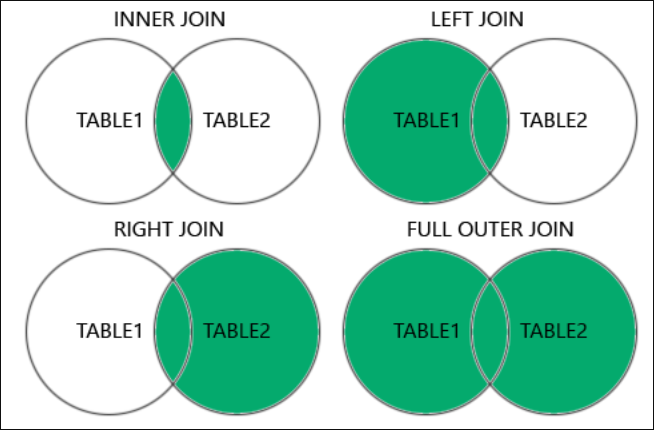 INNER JOIN
TABLE1
TABLE2
LEFT JOIN
TABLE1
TABLE2
RIGHT JOIN
TABLE1
TABLE2
FULL OUTER JOIN
TABLE1
TABLE2